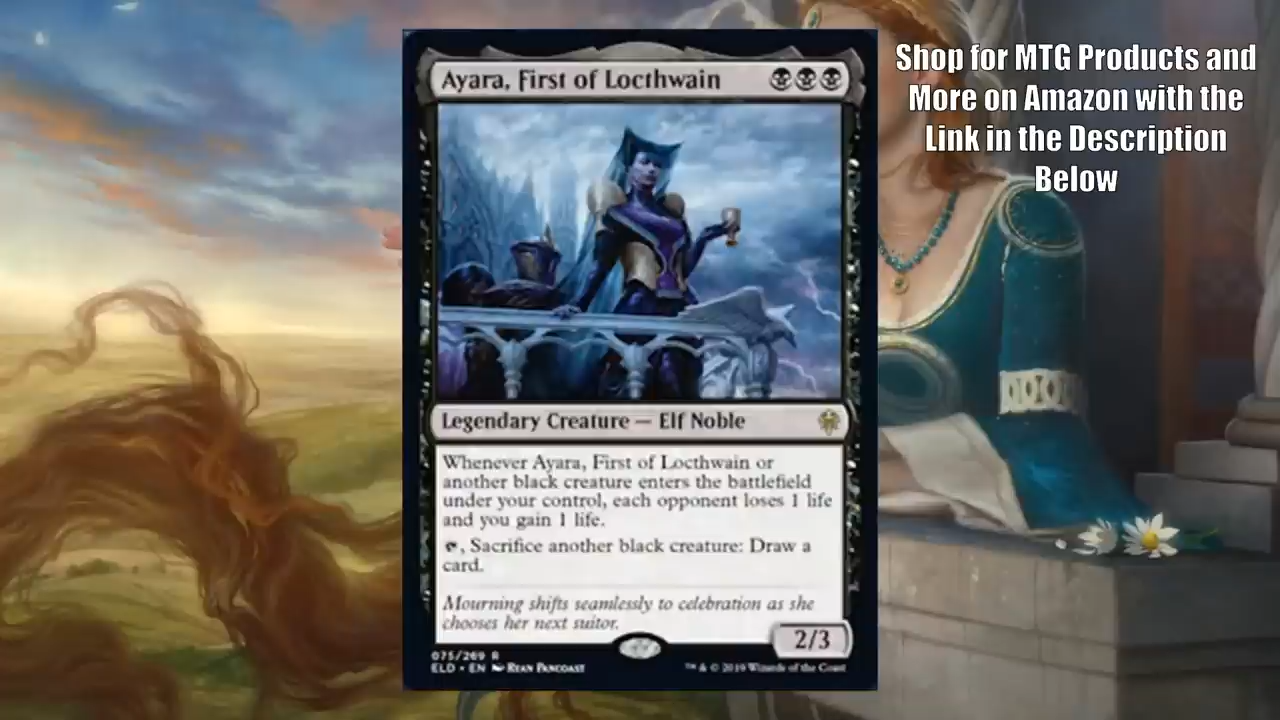 Ayara, First of Locthwain
Shop for MTG Products and
More on Amazon with the
Link in the Description
Below
Legendary Creature — Elf Noble
Whenever Ayara, First of Locthwain or
another black creature enters the battlefield
under your control, each opponent loses 1 life
and you gain 1 life.
, Sacrifice another black creature: Draw a
card.
Mourning shifts seamlessly to celebration as she
chooses her next suitor.
2/3
075/269 R
ELD • EN RYAN PANCOAST
™ & © 2019 Wizards of the Coast